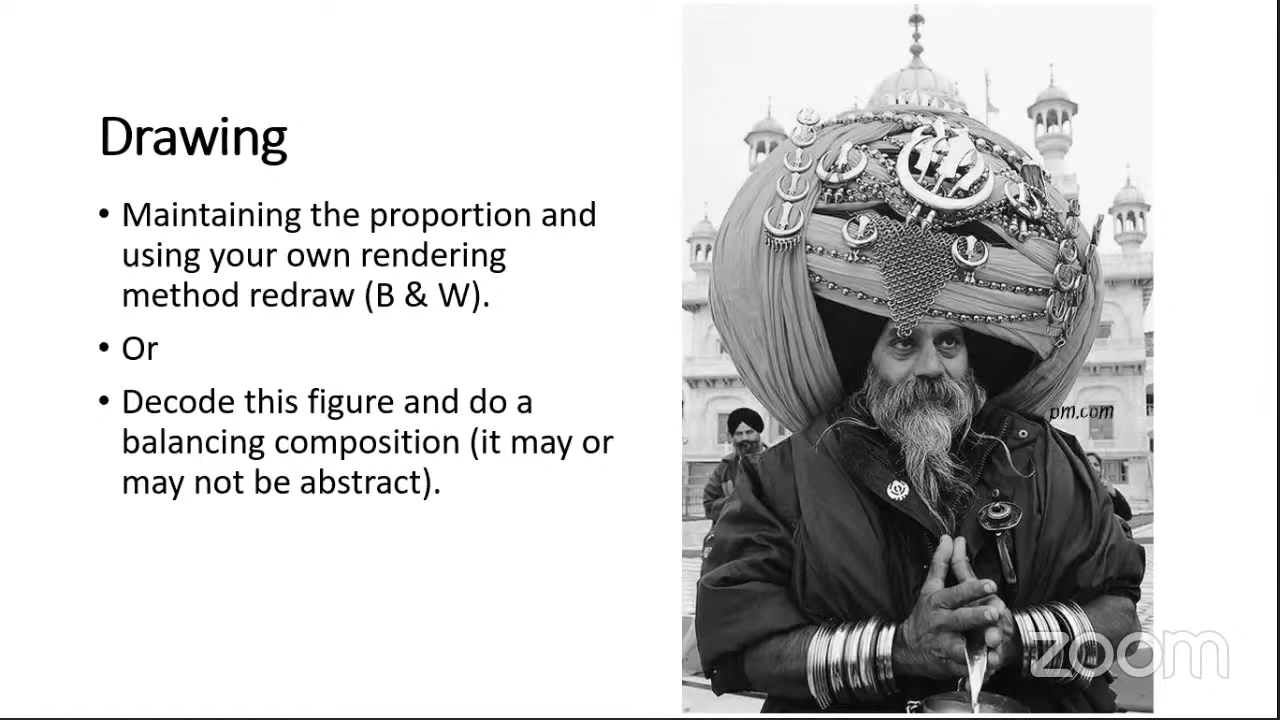 Drawing
• Maintaining the proportion and
using your own rendering
method redraw (B & W).
• Or
• Decode this figure and do a
balancing composition (it may or
may not be abstract).
pm.com
zoom